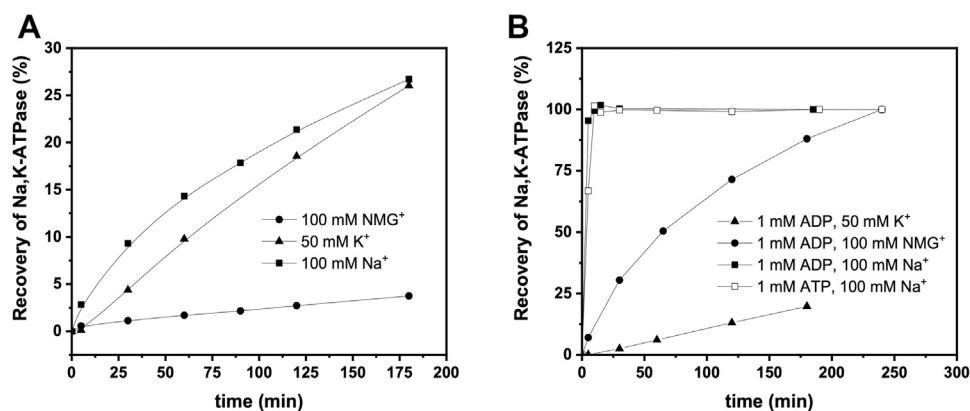 A
Recovery of Na,K-ATPase (%)
30
25
20
15
10
5
0
100 mM NMG⁺
50 mM K⁺
100 mM Na⁺
0 25 50 75 100 125 150 175 200
time (min)
B
Recovery of Na,K-ATPase (%)
125
100
75
50
25
0
1 mM ADP, 50 mM K⁺
1 mM ADP, 100 mM NMG⁺
1 mM ADP, 100 mM Na⁺
1 mM ATP, 100 mM Na⁺
0 50 100 150 200 250 300
time (min)